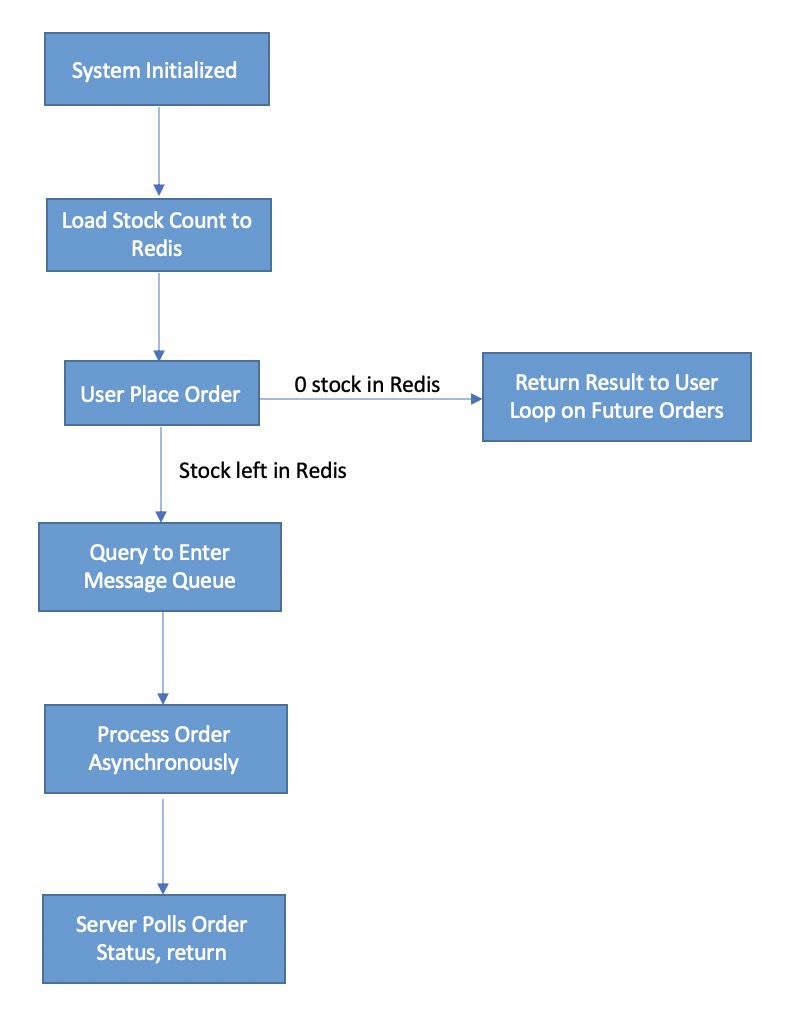 System Initialized
Load Stock Count to
Redis
User Place Order
0 stock in Redis
Return Result to User
Loop on Future Orders
Stock left in Redis
Query to Enter
Message Queue
Process Order
Asynchronously
Server Polls Order
Status, return